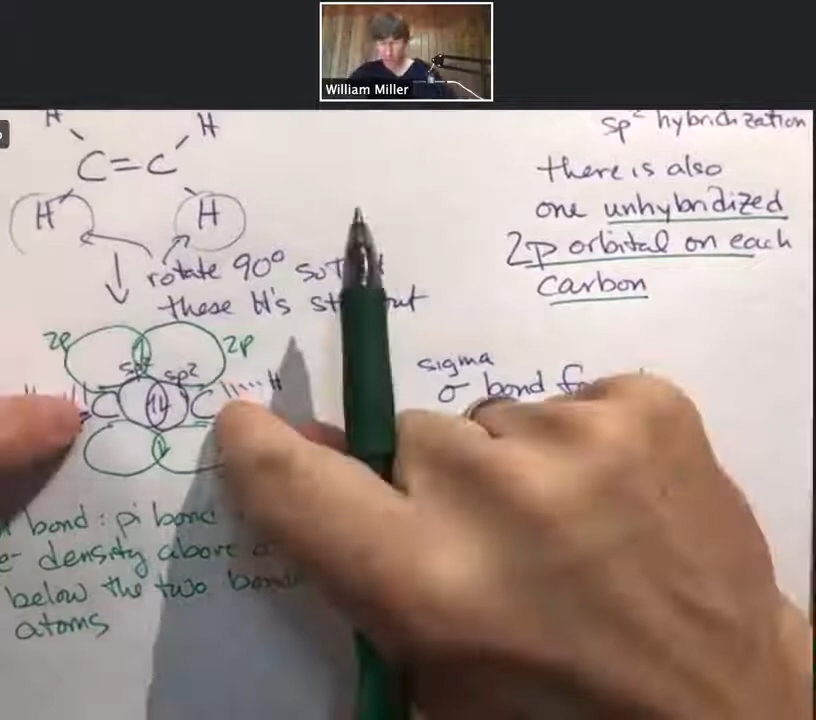 William Miller
H
H
C=C
H
H
rotate 90°
these H's
2p
2p
sp2
sp2
C
C
H
bond: pi bond
e- density above
below the two
atoms
sp2 hybridization
there is also
one unhybridized
2p orbital on each
carbon
sigma
σ bond